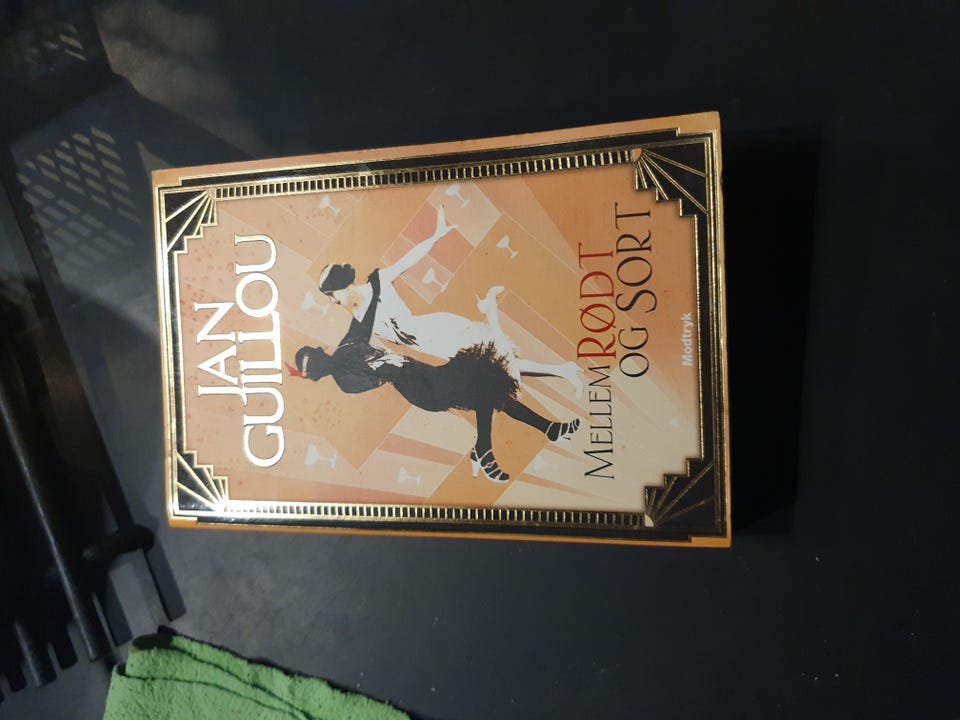 JAN
GUILLOU
MELLEM RØDT
OG SORT
Modtryk